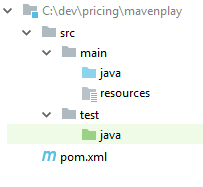 C:\dev\pricing\mavenplay
src
main
java
resources
test
java
pom.xml